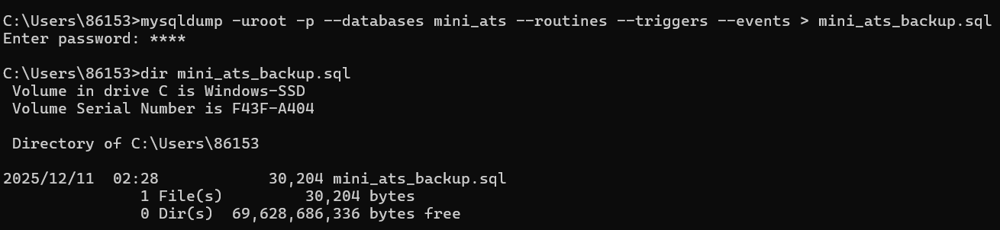 C:\Users\86153>mysqldump -uroot -p --databases mini_ats --routines --triggers --events > mini_ats_backup.sql
Enter password: ****
C:\Users\86153>dir mini_ats_backup.sql
 Volume in drive C is Windows-SSD
 Volume Serial Number is F43F-A404
 Directory of C:\Users\86153
2025/12/11  02:28            30,204 mini_ats_backup.sql
               1 File(s)         30,204 bytes
               0 Dir(s)  69,628,686,336 bytes free